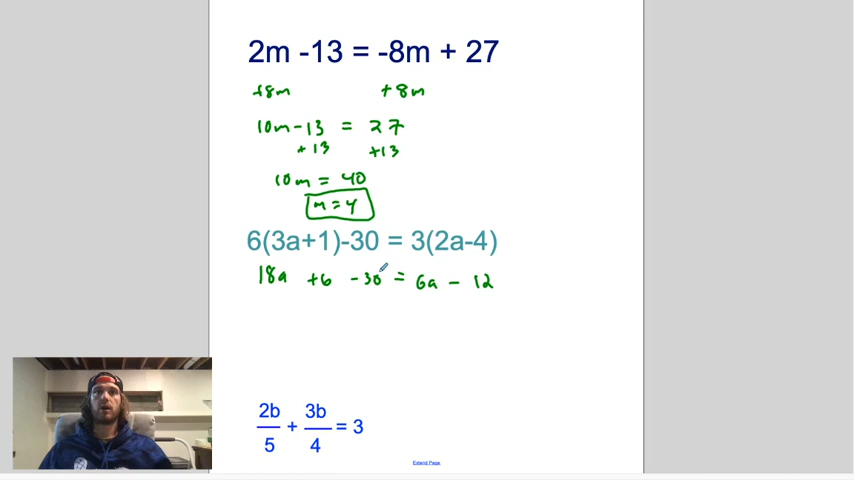 2m -13 = -8m + 27
+8m +8m
10m - 13 = 27
+ 13 +13
10m = 40
m = 4
6(3a+1)-30 = 3(2a-4)
18a +6 -30 = 6a - 12
2b/5 + 3b/4 = 3
Extend Page